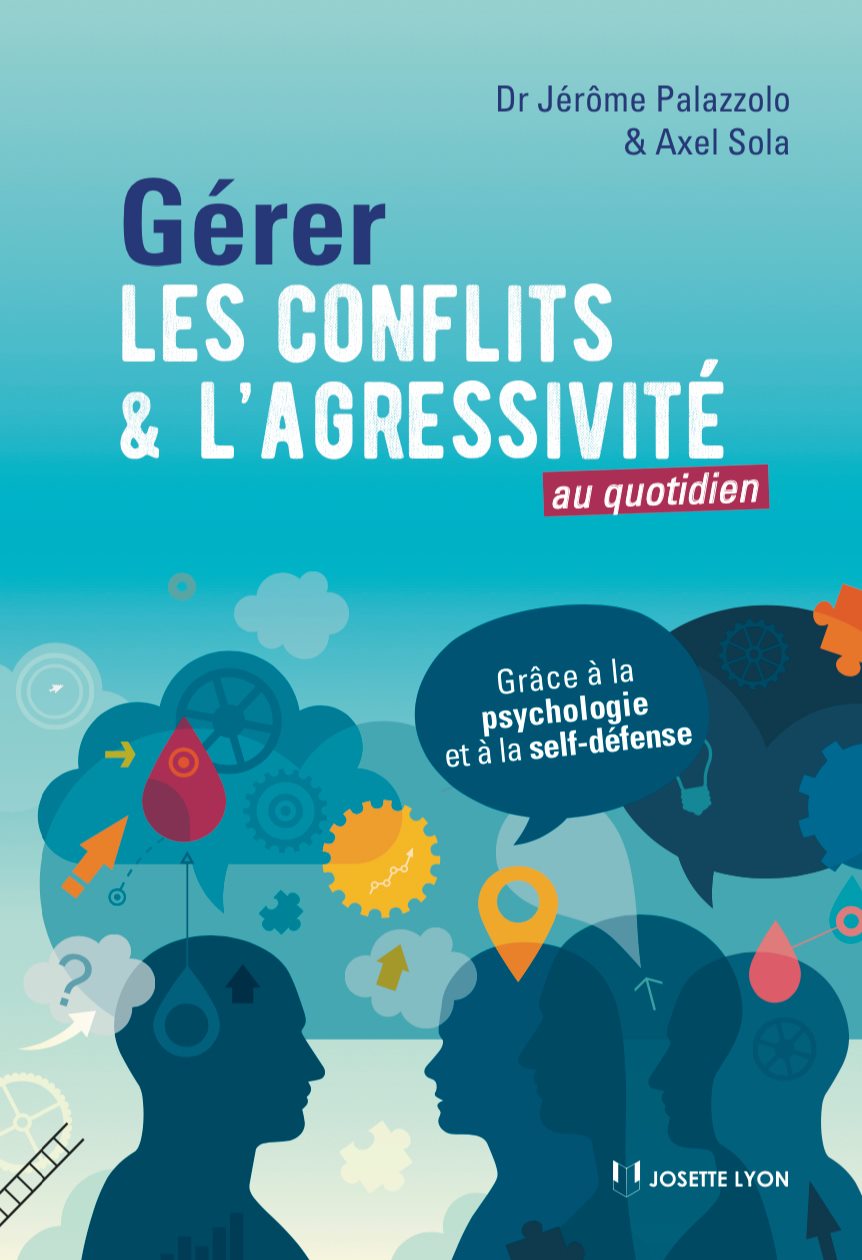 Dr Jérôme Palazzolo
& Axel Sola
Gérer
LES CONFLITS
& L'AGRESSIVITÉ
au quotidien
Grâce à la
psychologie
et à la self-défense
?
JOSETTE LYON